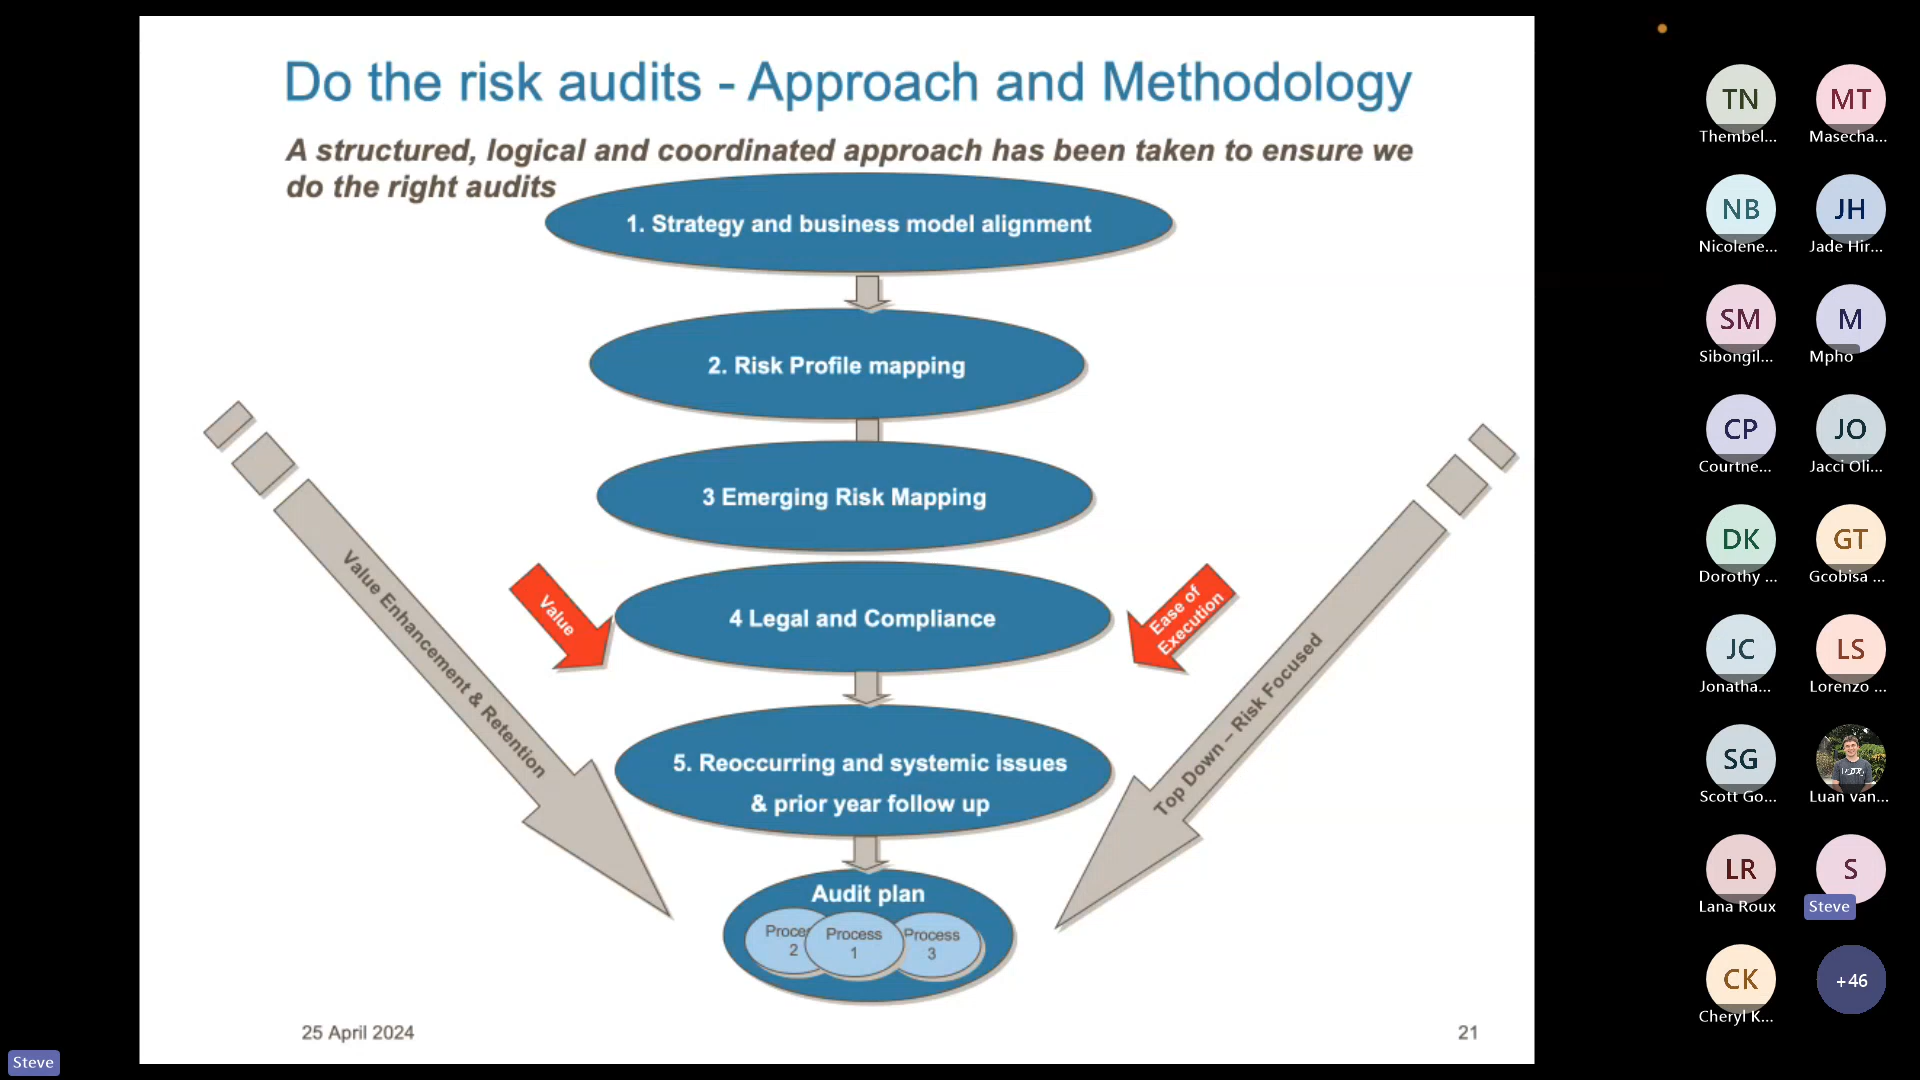 Do the risk audits - Approach and Methodology
A structured, logical and coordinated approach has been taken to ensure we
do the right audits
1. Strategy and business model alignment
2. Risk Profile mapping
3 Emerging Risk Mapping
Value
4 Legal and Compliance
Ease of
Execution
Value Enhancement & Retention
Top Down – Risk Focused
5. Reoccurring and systemic issues
& prior year follow up
Audit plan
Proces
2
Process
1
Process
3
25 April 2024
21
Steve
TN
Thembel...
MT
Masecha...
NB
Nicolene...
JH
Jade Hir...
SM
Sibongil...
M
Mpho
CP
Courtne...
JO
Jacci Oli...
DK
Dorothy ...
GT
Gcobisa ...
JC
Jonatha...
LS
Lorenzo ...
SG
Scott Go...
Luan van...
LR
Lana Roux
S
Steve
CK
Cheryl K...
+46